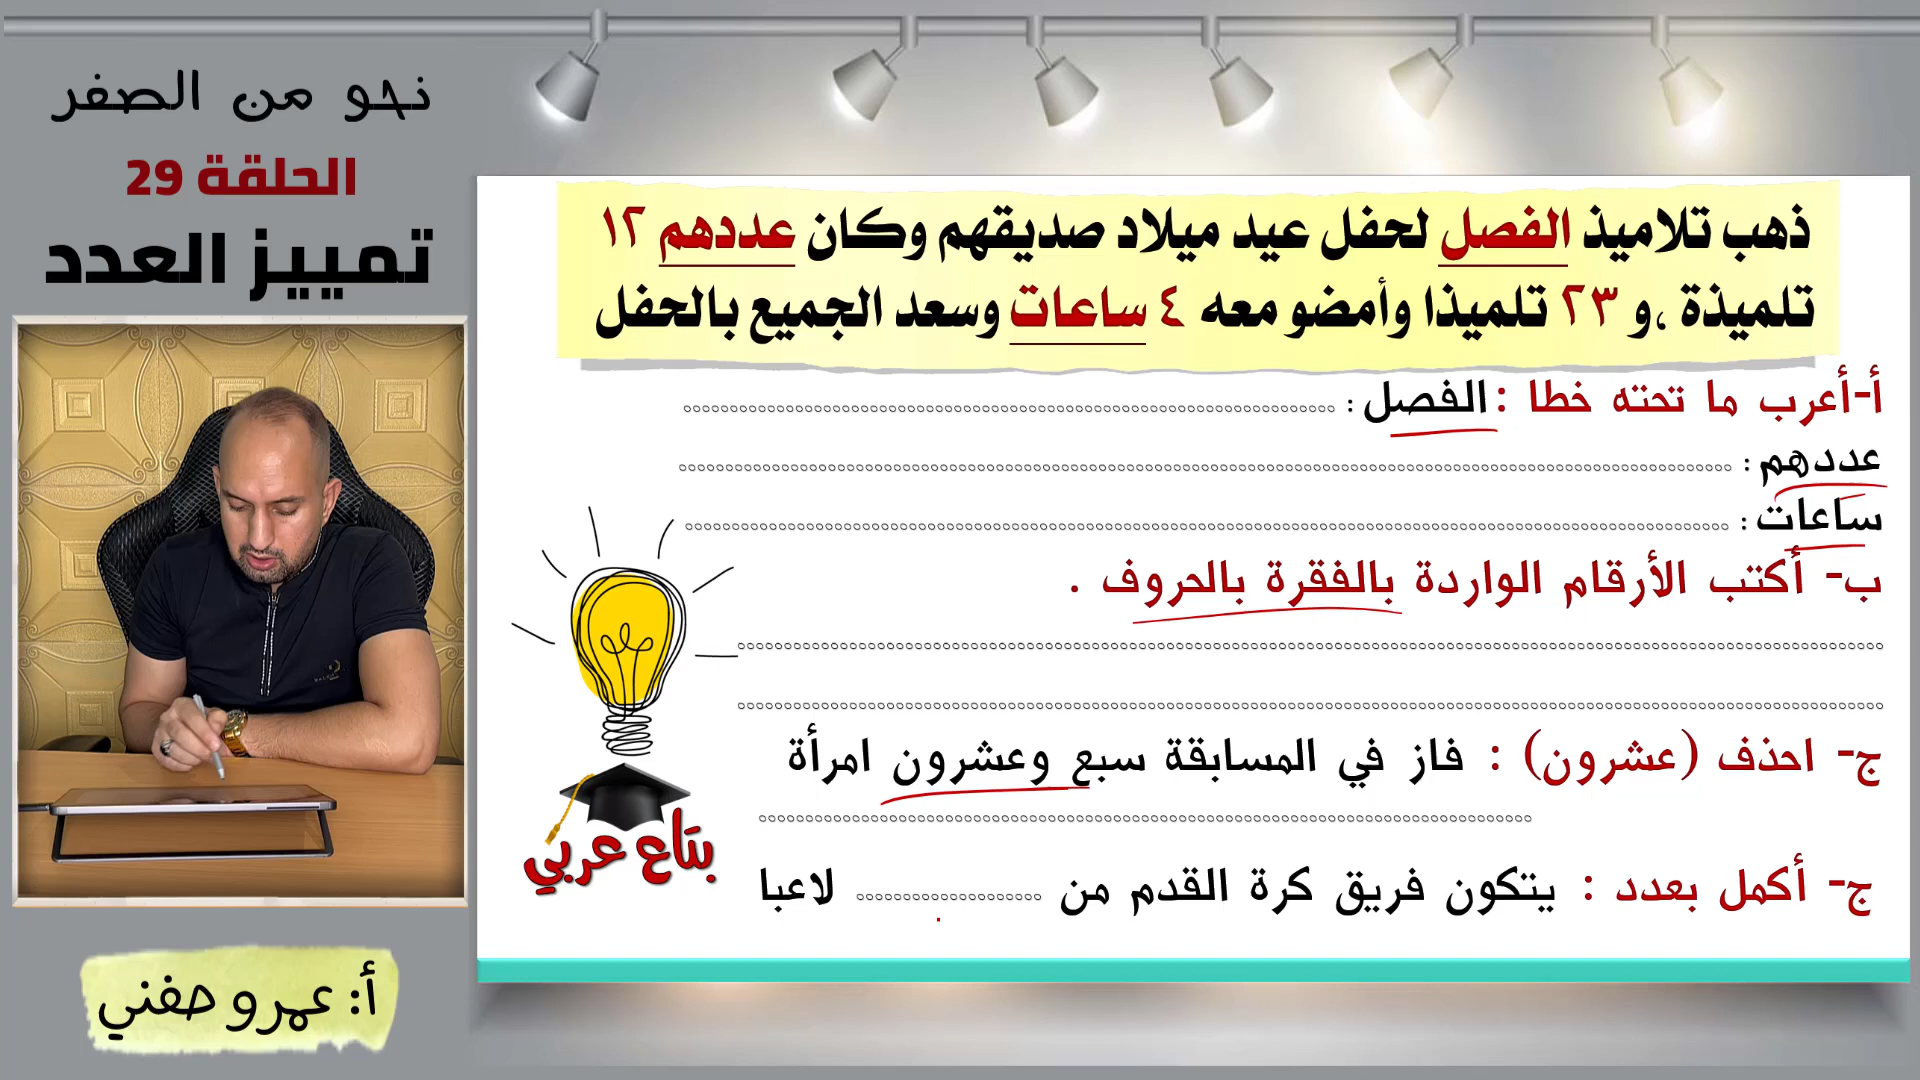 نحو من الصفر
الحلقة 29
تمييز العدد
ذهب تلاميذ الفصل لحفل عيد ميلاد صديقهم وكان عددهم ١٢
تلميذة ،و ٢٣ تلميذا وأمضو معه ٤ ساعات وسعد الجميع بالحفل
أ-أعرب ما تحته خطا : الفصل :
عددهم :
ساعات :
ب- أكتب الأرقام الواردة بالفقرة بالحروف .
ج- احذف (عشرون) : فاز في المسابقة سبع وعشرون امرأة
ج- أكمل بعدد : يتكون فريق كرة القدم من لاعبا
بتاع عربي
أ: عمرو حفني